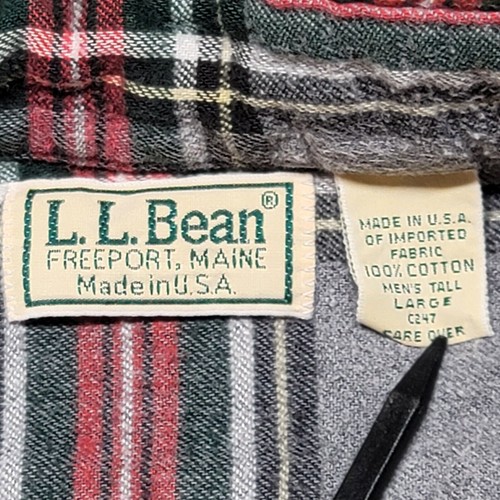 L.L.Bean®
FREEPORT, MAINE
Made in U.S.A.
MADE IN U.S.A.
OF IMPORTED
FABRIC
100% COTTON
MEN'S TALL
LARGE
C247
CARE OVER